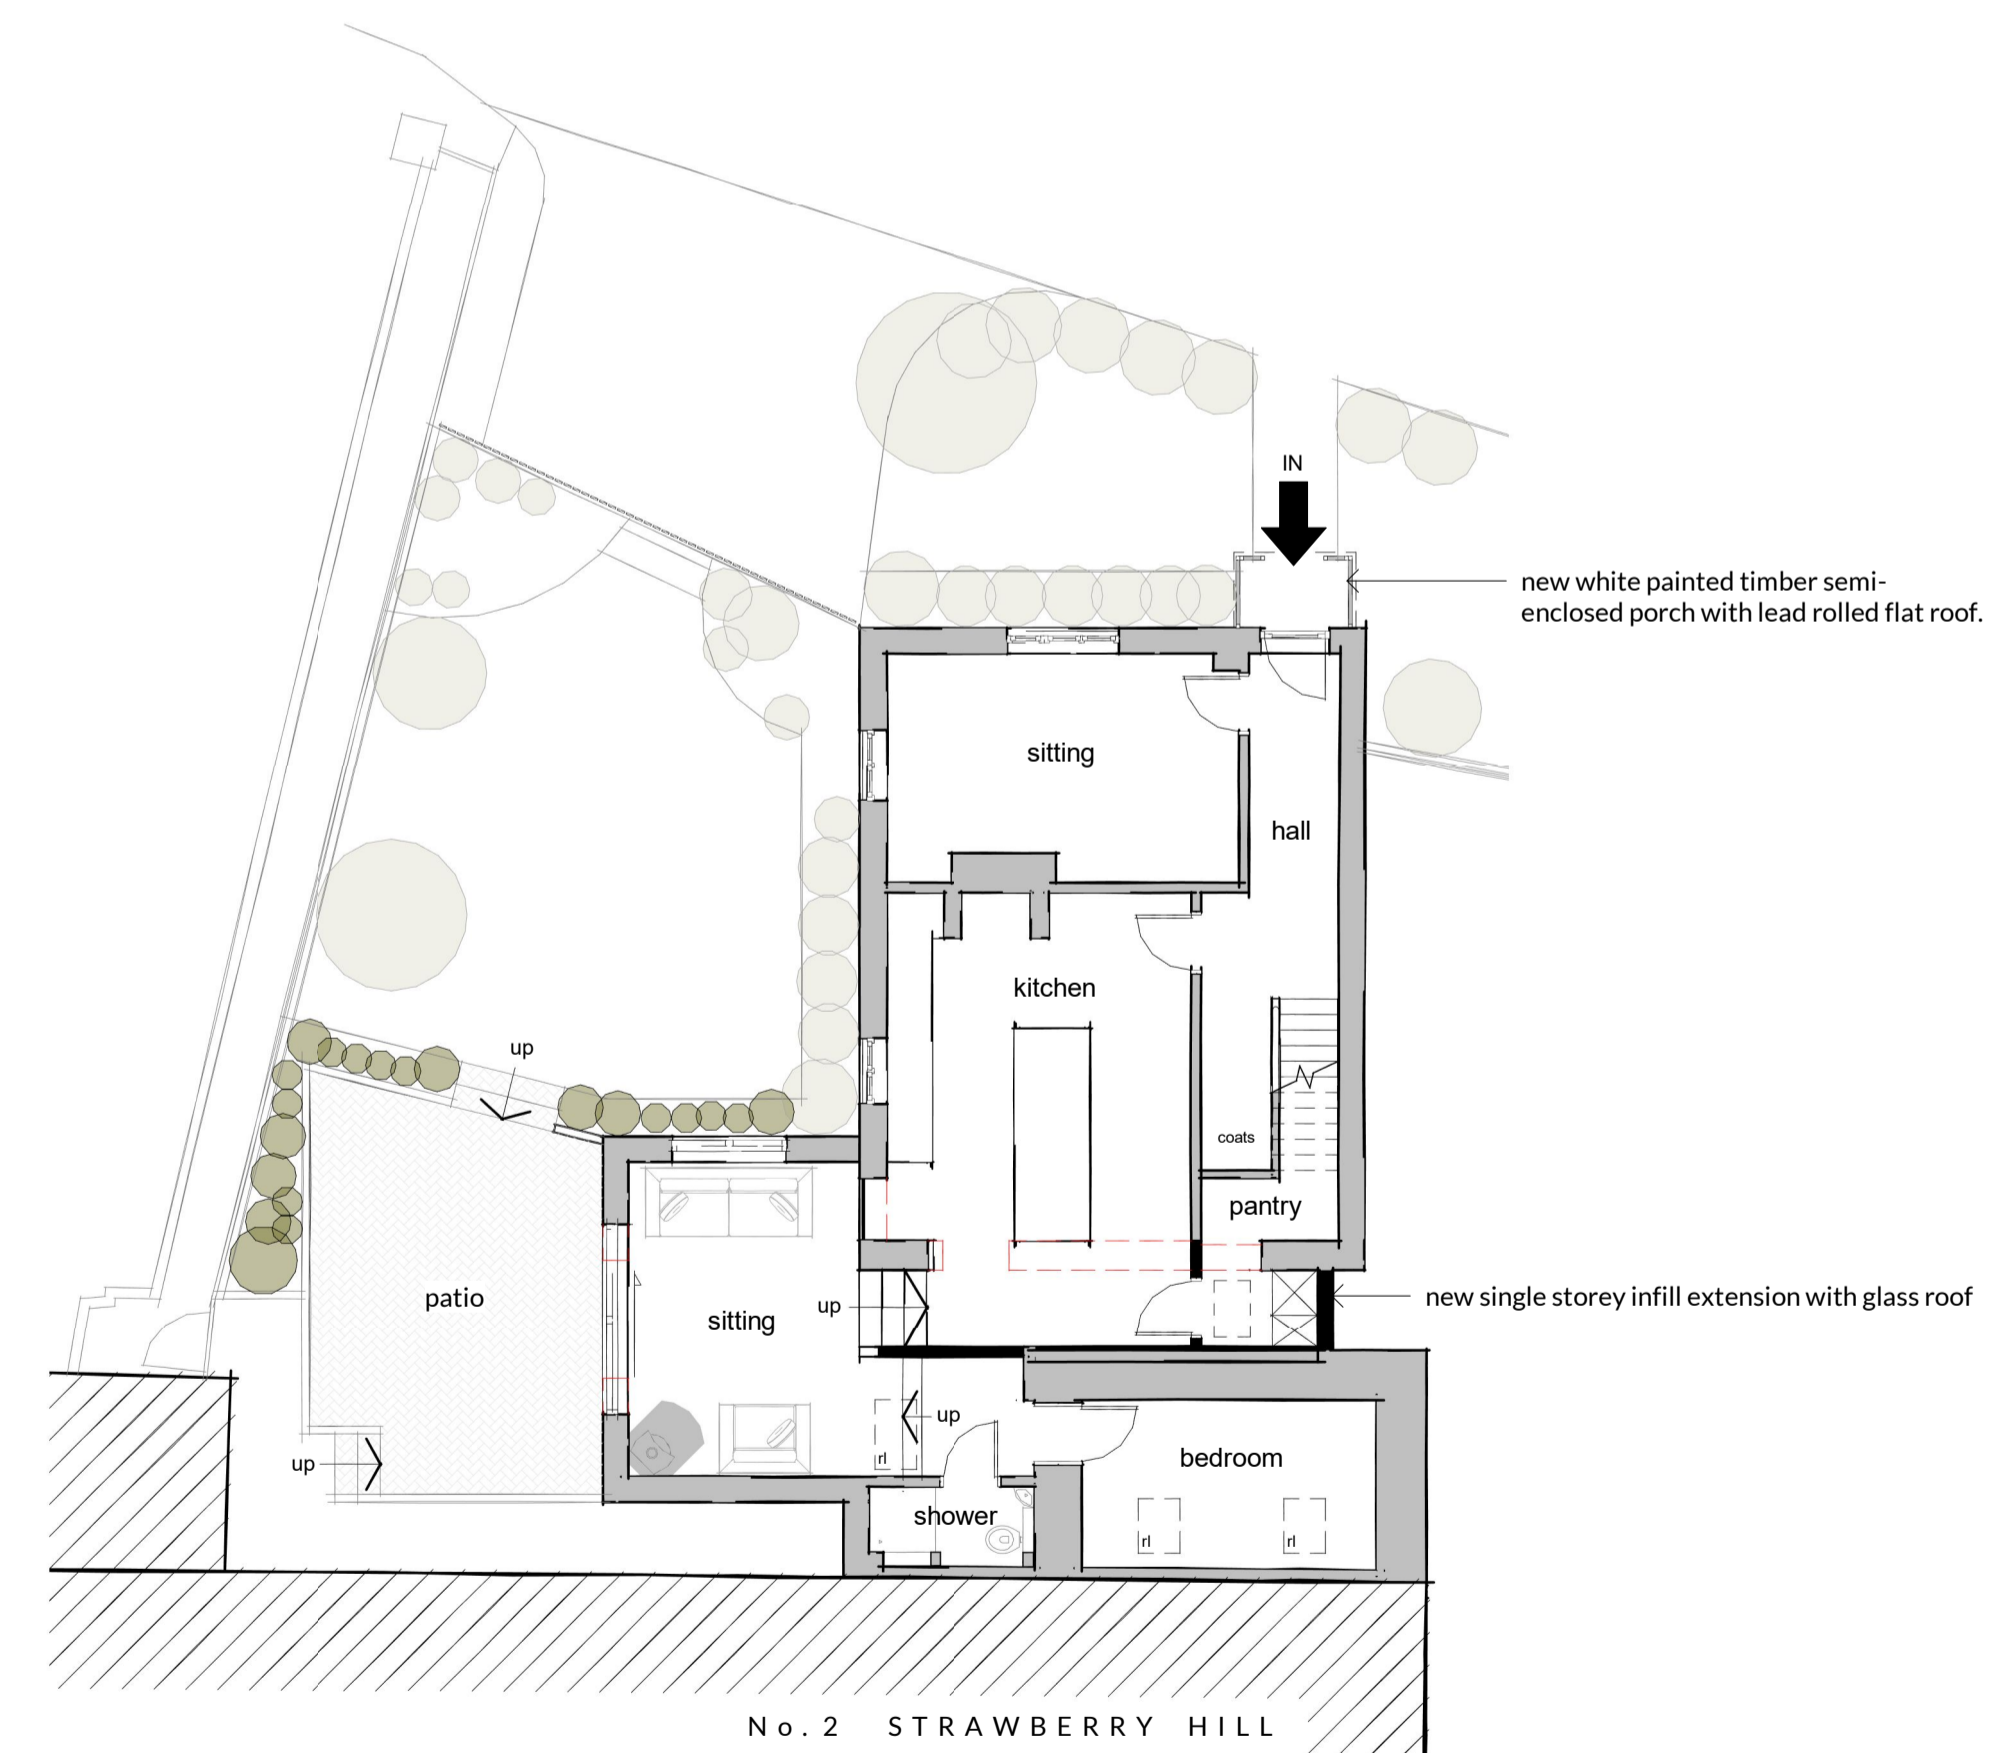 IN
new white painted timber semi-
enclosed porch with lead rolled flat roof.
sitting
hall
kitchen
up
coats
pantry
patio
sitting
up
new single storey infill extension with glass roof
up
rl
bedroom
up
shower
rl
rl
No.2 STRAWBERRY HILL